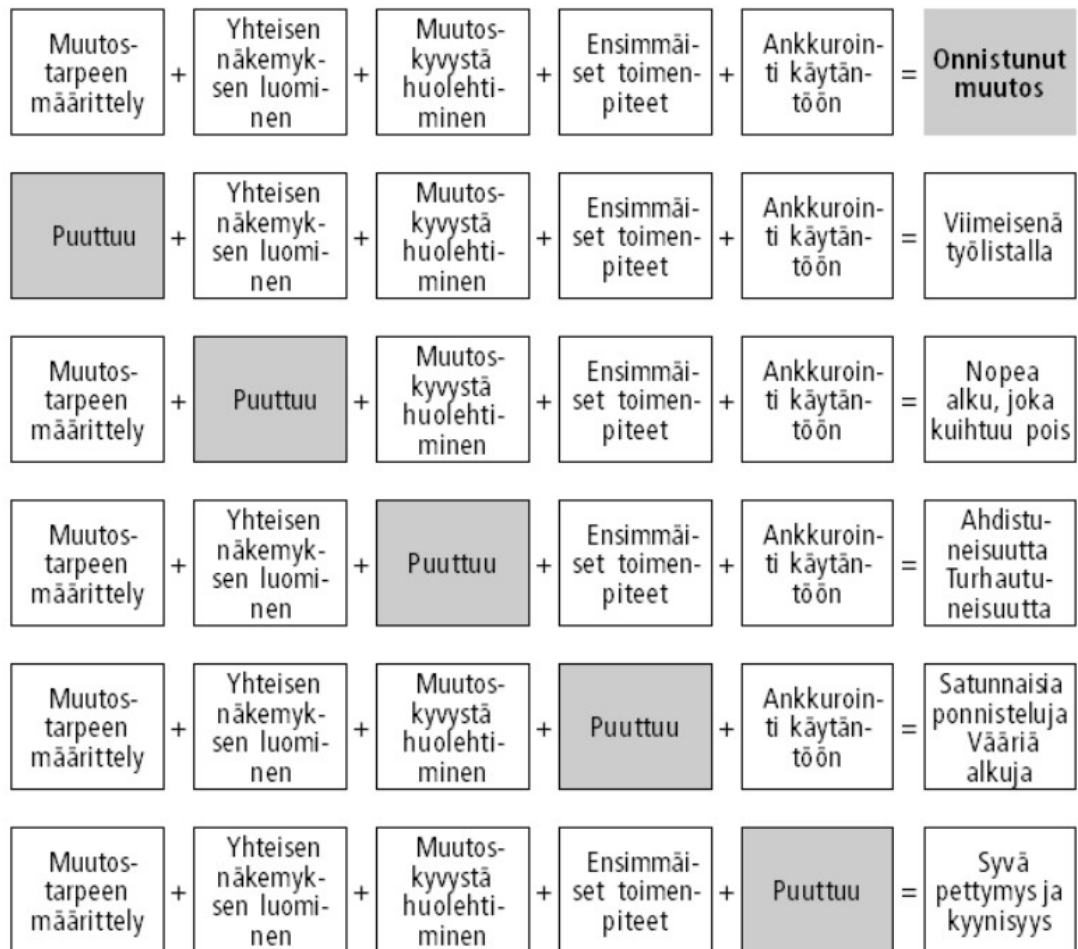 Muutos-
tarpeen
määrittely
+
Yhteisen
näkemyk-
sen luomi-
nen
+
Muutos-
kyvystä
huolehti-
minen
+
Ensimmäi-
set toimen-
piteet
+
Ankkuroin-
ti käytän-
töön
=
Onnistunut
muutos
Puuttuu
+
Yhteisen
näkemyk-
sen luomi-
nen
+
Muutos-
kyvystä
huolehti-
minen
+
Ensimmäi-
set toimen-
piteet
+
Ankkuroin-
ti käytän-
töön
=
Viimeisenä
työlistalla
Muutos-
tarpeen
määrittely
+
Puuttuu
+
Muutos-
kyvystä
huolehti-
minen
+
Ensimmäi-
set toimen-
piteet
+
Ankkuroin-
ti käytän-
töön
=
Nopea
alku, joka
kuihtuu pois
Muutos-
tarpeen
määrittely
+
Yhteisen
näkemyk-
sen luomi-
nen
+
Puuttuu
+
Ensimmäi-
set toimen-
piteet
+
Ankkuroin-
ti käytän-
töön
=
Ahdistu-
neisuutta
Turhautu-
neisuutta
Muutos-
tarpeen
määrittely
+
Yhteisen
näkemyk-
sen luomi-
nen
+
Muutos-
kyvystä
huolehti-
minen
+
Puuttuu
+
Ankkuroin-
ti käytän-
töön
=
Satunnaisia
ponnisteluja
Vääriä
alkuja
Muutos-
tarpeen
määrittely
+
Yhteisen
näkemyk-
sen luomi-
nen
+
Muutos-
kyvystä
huolehti-
minen
+
Ensimmäi-
set toimen-
piteet
+
Puuttuu
=
Syvä
pettymys ja
kyynisyys